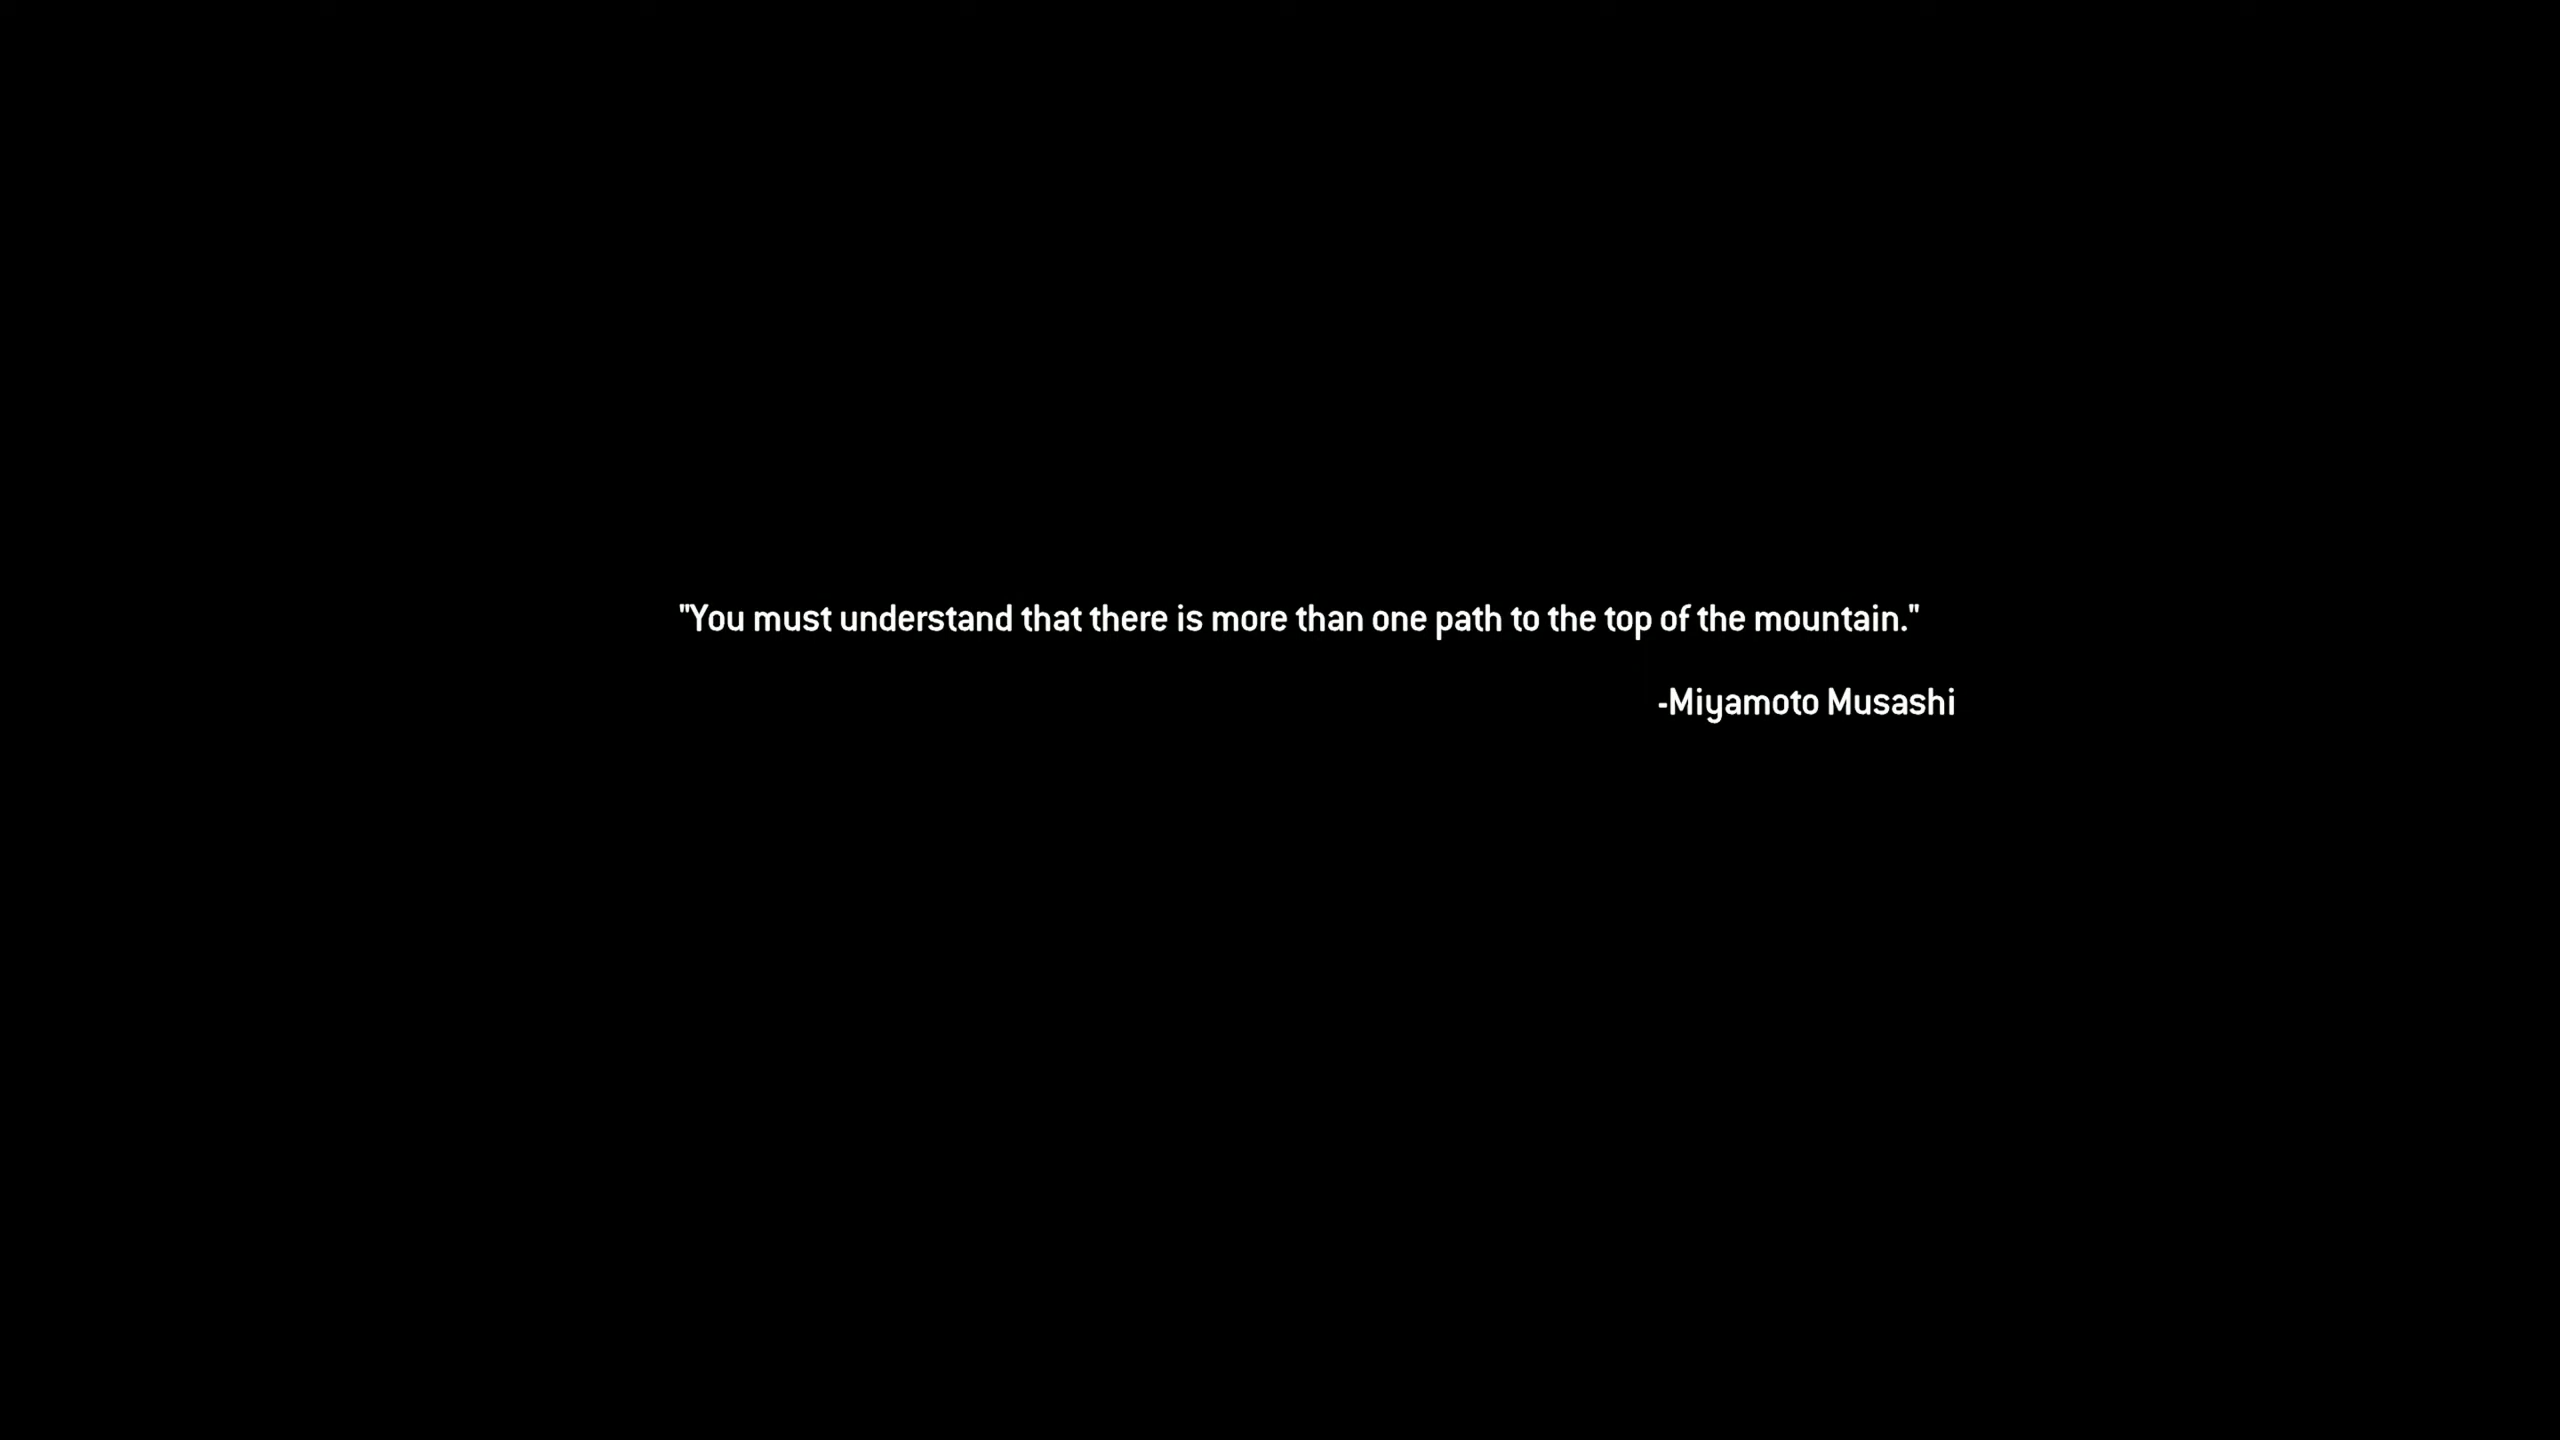 "You must understand that there is more than one path to the top of the mountain."
-Miyamoto Musashi